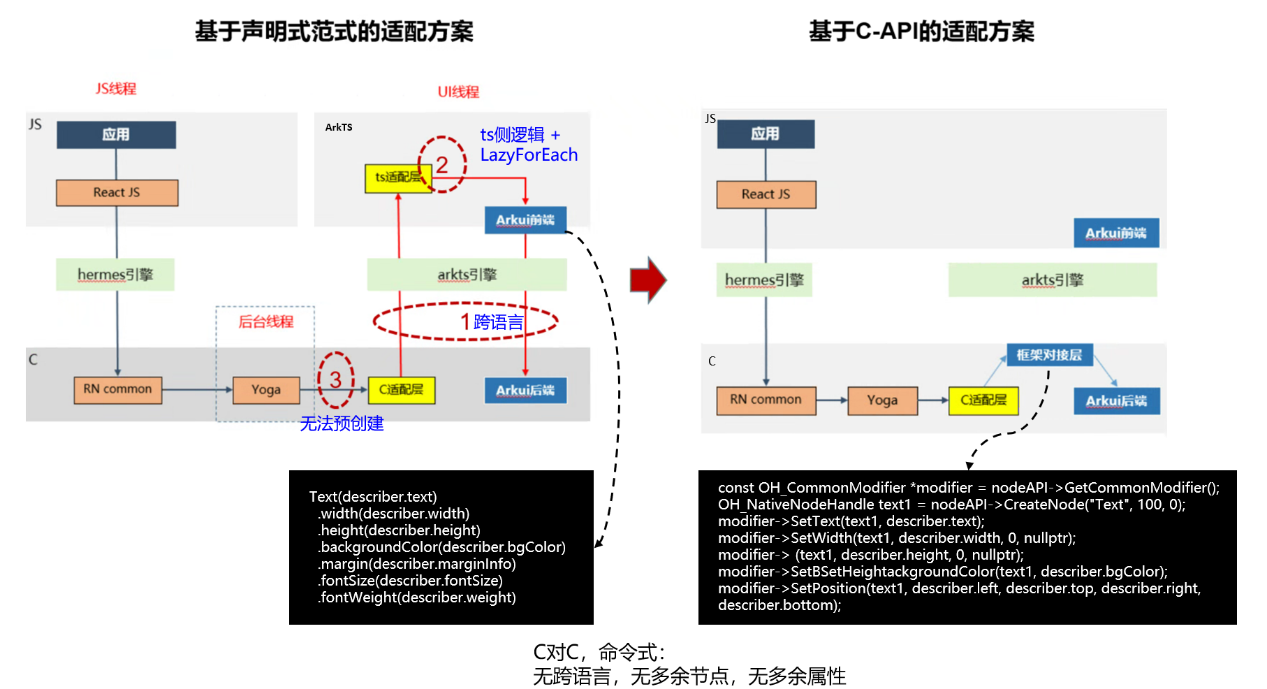 基于声明式范式的适配方案
JS线程
UI线程
JS
应用
React JS
hermes引擎
ArkTS
ts适配层
2
ts侧逻辑 +
LazyForEach
Arkui前端
arkts引擎
1 跨语言
后台线程
C
RN common
Yoga
3
无法预创建
C适配层
Arkui后端
Text(describer.text)
.width(describer.width)
.height(describer.height)
.backgroundColor(describer.bgColor)
.margin(describer.marginInfo)
.fontSize(describer.fontSize)
.fontWeight(describer.weight)
基于C-API的适配方案
JS
应用
React JS
Arkui前端
hermes引擎
arkts引擎
C
框架对接层
RN common
Yoga
C适配层
Arkui后端
const OH_CommonModifier *modifier = nodeAPI->GetCommonModifier();
OH_NativeNodeHandle text1 = nodeAPI->CreateNode("Text", 100, 0);
modifier->SetText(text1, describer.text);
modifier->SetWidth(text1, describer.width, 0, nullptr);
modifier-> (text1, describer.height, 0, nullptr);
modifier->SetBSetHeightackgroundColor(text1, describer.bgColor);
modifier->SetPosition(text1, describer.left, describer.top, describer.right,
describer.bottom);
C对C，命令式：
无跨语言，无多余节点，无多余属性